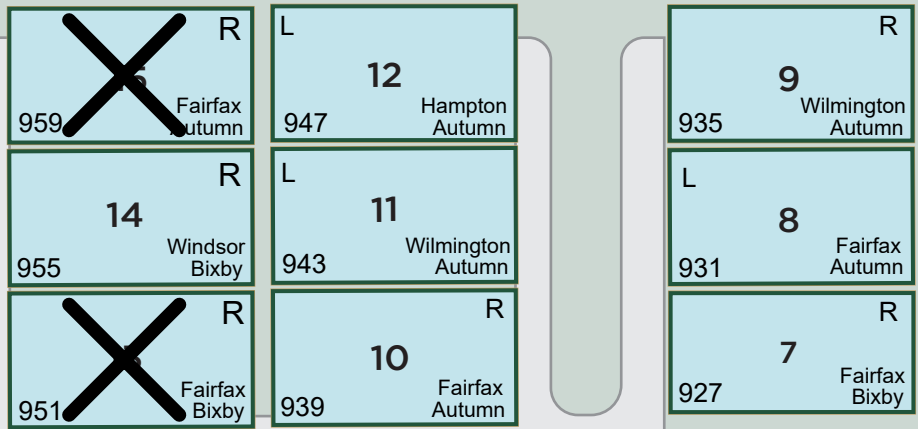 R
Fairfax
Autumn
959
L
12
Hampton
Autumn
947
R
9
Wilmington
Autumn
935
R
14
Windsor
Bixby
955
L
11
Wilmington
Autumn
943
L
8
Fairfax
Autumn
931
R
Fairfax
Bixby
951
R
10
Fairfax
Autumn
939
R
7
Fairfax
Bixby
927